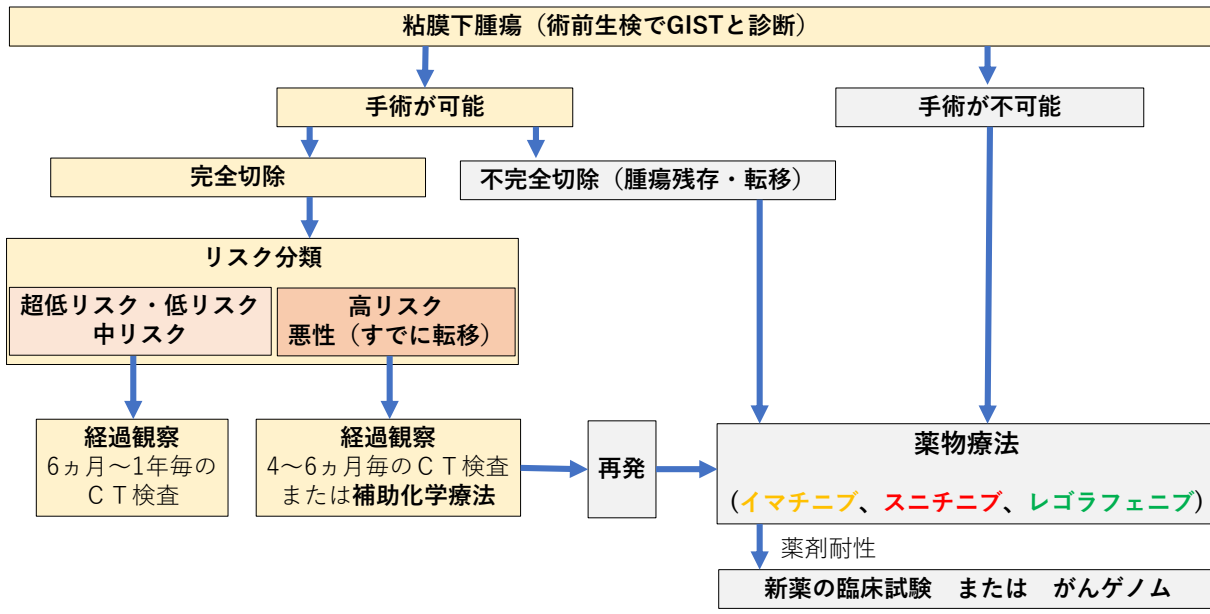 粘膜下腫瘍（術前生検でGISTと診断）
手術が可能
手術が不可能
完全切除
不完全切除（腫瘍残存・転移）
リスク分類
超低リスク・低リスク
中リスク
高リスク
悪性（すでに転移）
経過観察
6ヵ月～1年毎の
ＣＴ検査
経過観察
4～6ヵ月毎のＣＴ検査
または補助化学療法
再発
薬物療法
(イマチニブ、スニチニブ、レゴラフェニブ)
薬剤耐性
新薬の臨床試験　または　がんゲノム